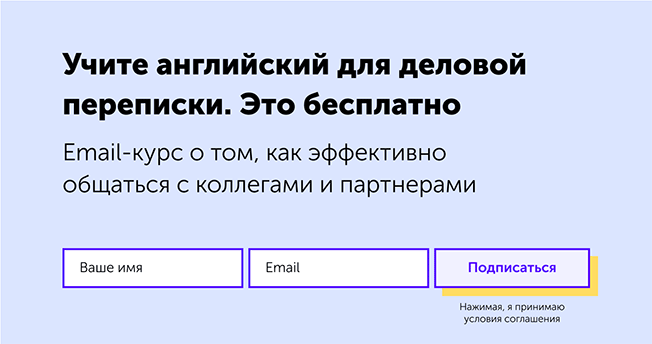 Учите английский для деловой
переписки. Это бесплатно
Email-курс о том, как эффективно
общаться с коллегами и партнерами
Ваше имя
Email
Подписаться
Нажимая, я принимаю
условия соглашения